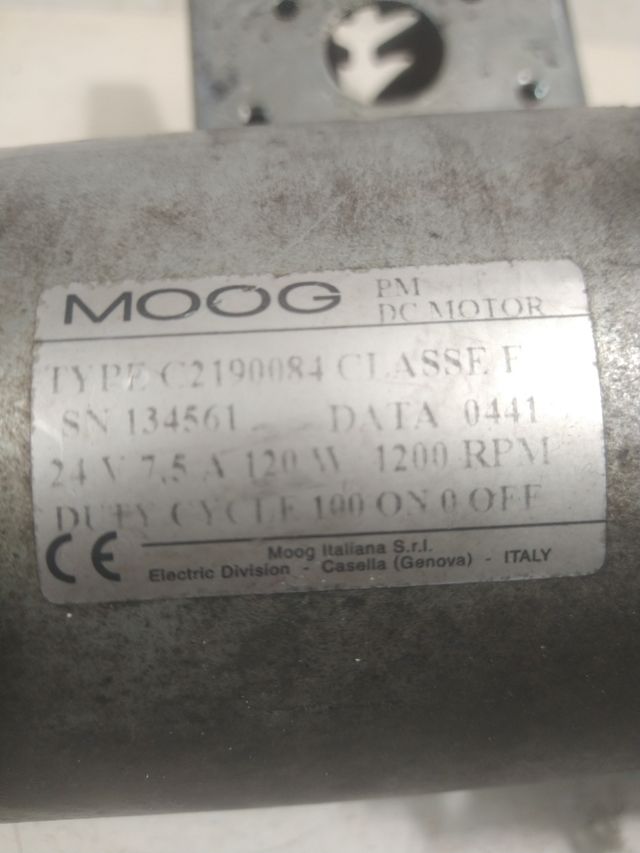 MOOG PM
DC MOTOR
TYPE C2190084 CLASSE F
SN 134561 DATA 0441
24 V 7,5 A 120 W 1200 RPM
DUTY CYCLE 100 ON 0 OFF
CE Moog Italiana S.r.l.
Electric Division - Casella (Genova) - ITALY